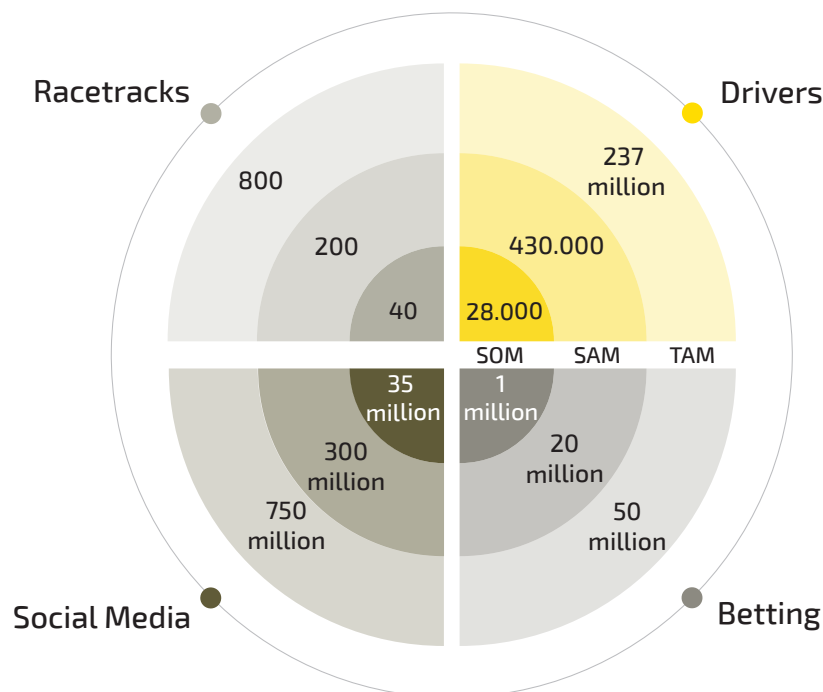 Racetracks
Drivers
800
200
40
237
million
430.000
28.000
SOM
SAM
TAM
35
million
300
million
750
million
1
million
20
million
50
million
Social Media
Betting